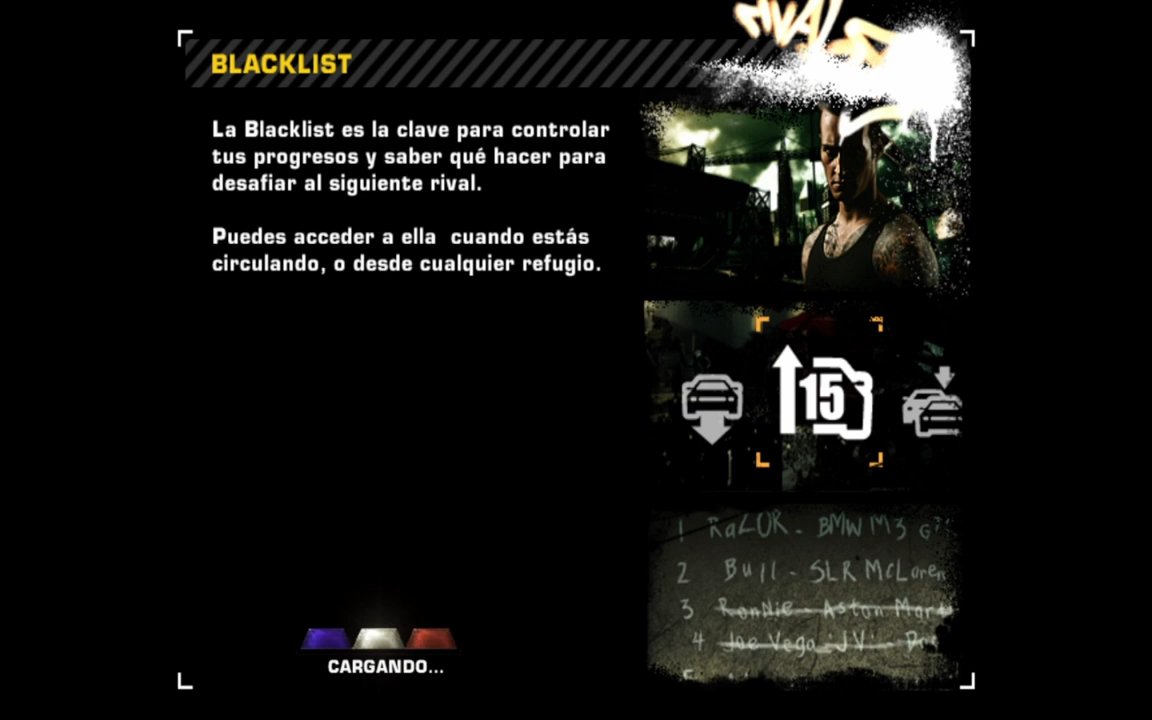 RIVAL
BLACKLIST
La Blacklist es la clave para controlar
tus progresos y saber qué hacer para
desafiar al siguiente rival.
Puedes acceder a ella cuando estás
circulando, o desde cualquier refugio.
15
1 RaZOR - BMW M3
2 Bull - SLR McLaren
3 Ronnie - Aston
4 Joe Vega 'JV' -
CARGANDO...